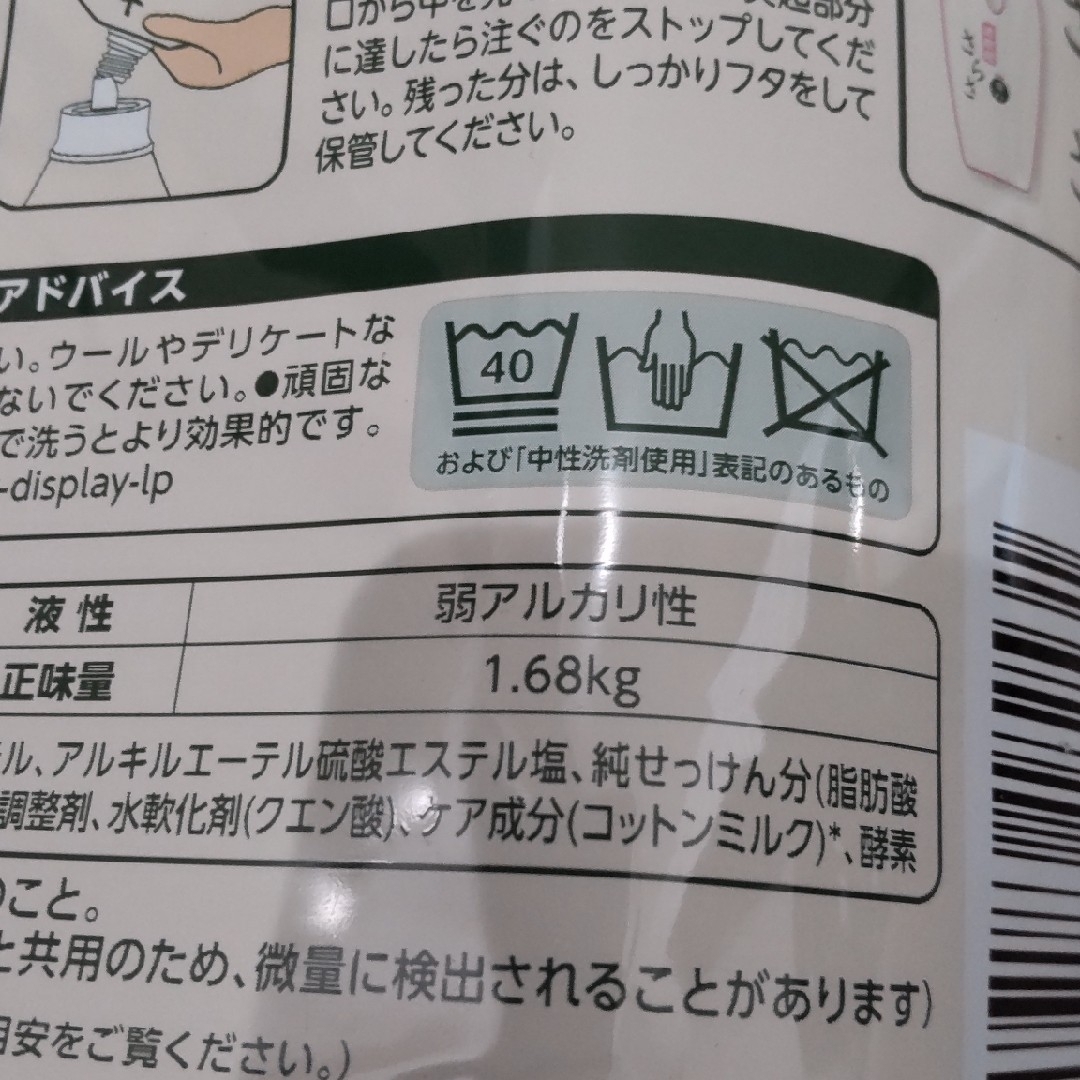 に達したら注ぐのをストップしてくだ
さい。残った分は、しっかりフタをして
保管してください。
さらさ
アドバイス
い。ウールやデリケートな
ないでください。●頑固な
で洗うとより効果的です。
-display-lp
40
および「中性洗剤使用」表記のあるもの
液性 弱アルカリ性
正味量 1.68kg
ル、アルキルエーテル硫酸エステル塩、純せっけん分(脂肪酸
調整剤、水軟化剤(クエン酸)、ケア成分(コットンミルク)*、酵素
のこと。
と共用のため、微量に検出されることがあります)
目安をご覧ください。)